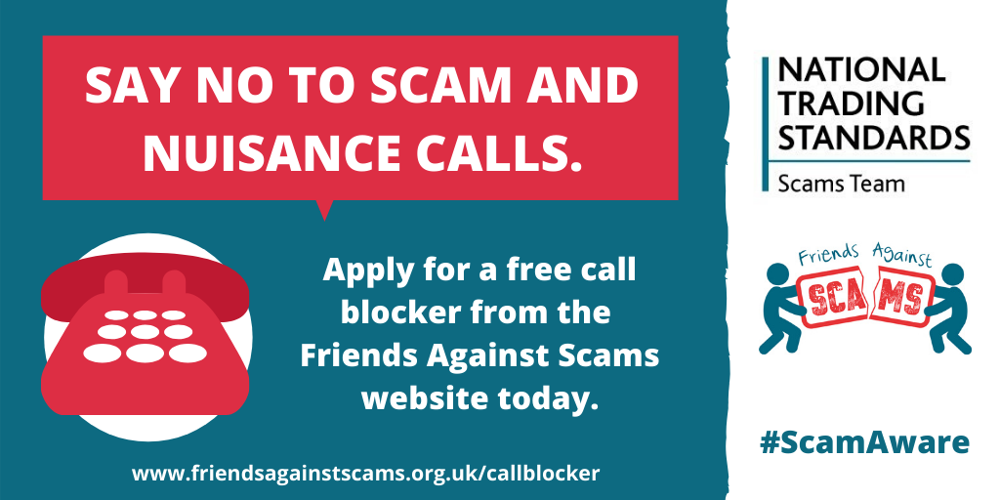 SAY NO TO SCAM AND
NUISANCE CALLS.
Apply for a free call
blocker from the
Friends Against Scams
website today.
www.friendsagainstscams.org.uk/callblocker
NATIONAL
TRADING
STANDARDS
Scams Team
Friends Against
SCAMS
#ScamAware